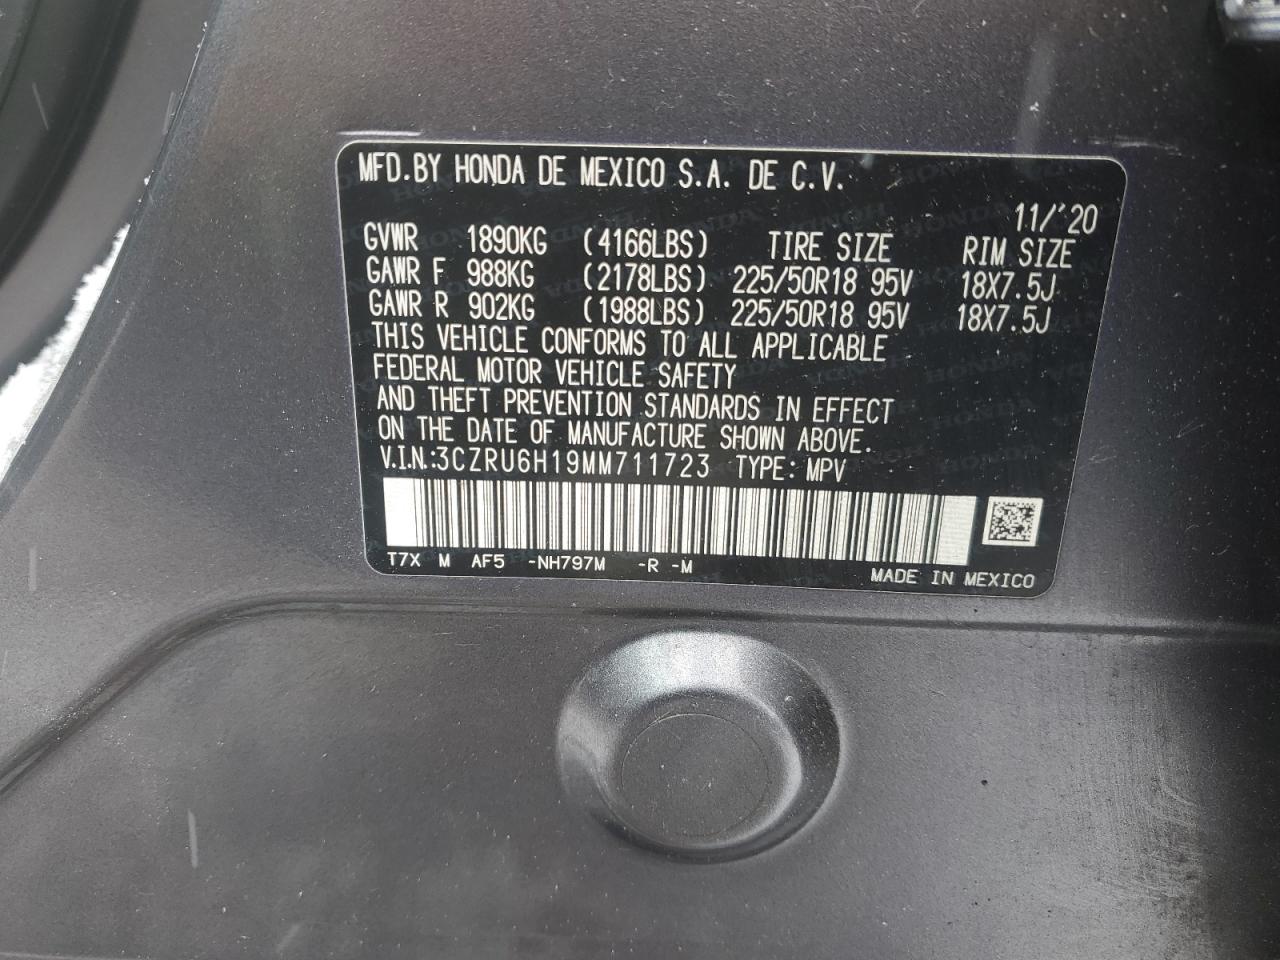 MFD.BY HONDA DE MEXICO S.A. DE C.V.
11/'20
GVWR 1890KG (4166LBS) TIRE SIZE RIM SIZE
GAWR F 988KG (2178LBS) 225/50R18 95V 18X7.5J
GAWR R 902KG (1988LBS) 225/50R18 95V 18X7.5J
THIS VEHICLE CONFORMS TO ALL APPLICABLE
FEDERAL MOTOR VEHICLE SAFETY
AND THEFT PREVENTION STANDARDS IN EFFECT
ON THE DATE OF MANUFACTURE SHOWN ABOVE.
V.I.N.:3CZRU6H19MM711723 TYPE: MPV
T7X M AF5 -NH797M -R -M
MADE IN MEXICO